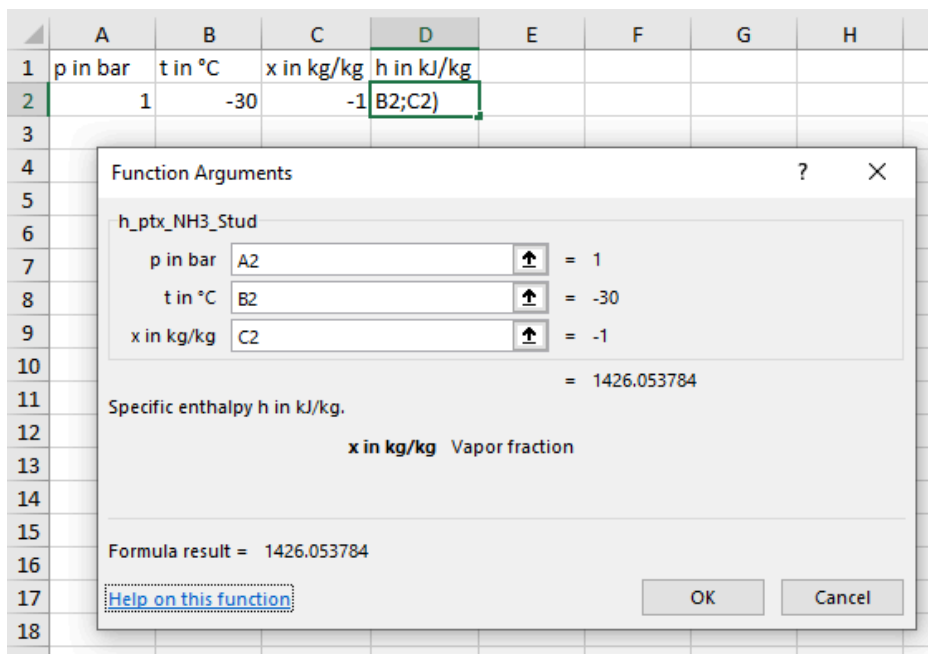 A B C D E F G H
1 p in bar t in °C x in kg/kg h in kJ/kg
2 1 -30 -1 B2;C2)
3
4
Function Arguments ? X
5
6
h_ptx_NH3_Stud
7
p in bar A2 = 1
8
t in °C B2 = -30
9
x in kg/kg C2 = -1
10
= 1426.053784
11
Specific enthalpy h in kJ/kg.
12
x in kg/kg Vapor fraction
13
14
15
Formula result = 1426.053784
16
17 Help on this function OK Cancel
18